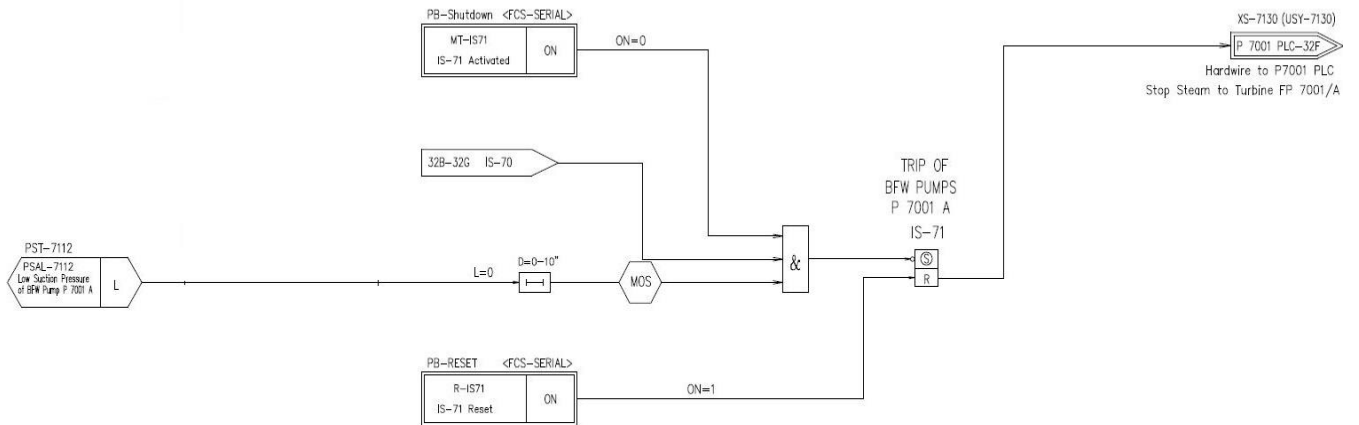 PB-Shutdown <FCS-SERIAL>
MT-IS71
IS-71 Activated
ON
ON=0
XS-7130 (USY-7130)
P 7001 PLC-32F
Hardwire to P7001 PLC
Stop Steam to Turbine FP 7001/A
32B-32G IS-70
TRIP OF
BFW PUMPS
P 7001 A
IS-71
PST-7112
PSAL-7112
Low Suction Pressure
of BFW Pump P 7001 A
L
L=0
D=0-10"
MOS
&
S
R
PB-RESET <FCS-SERIAL>
R-IS71
IS-71 Reset
ON
ON=1